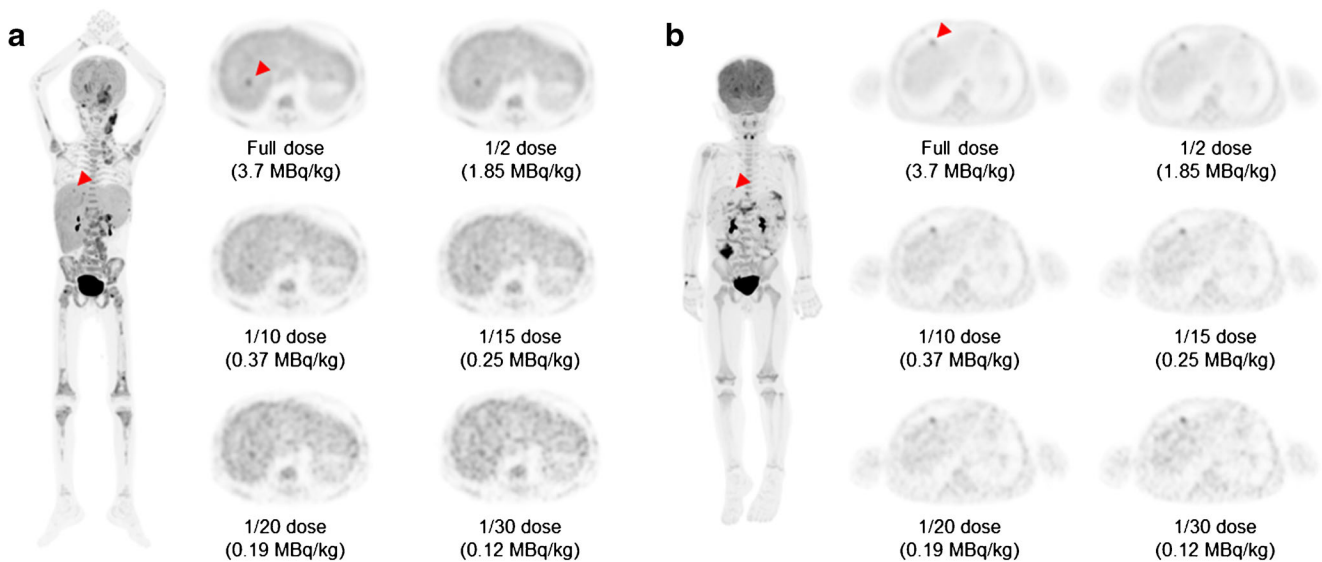 a
Full dose
(3.7 MBq/kg)
1/2 dose
(1.85 MBq/kg)
1/10 dose
(0.37 MBq/kg)
1/15 dose
(0.25 MBq/kg)
1/20 dose
(0.19 MBq/kg)
1/30 dose
(0.12 MBq/kg)
b
Full dose
(3.7 MBq/kg)
1/2 dose
(1.85 MBq/kg)
1/10 dose
(0.37 MBq/kg)
1/15 dose
(0.25 MBq/kg)
1/20 dose
(0.19 MBq/kg)
1/30 dose
(0.12 MBq/kg)